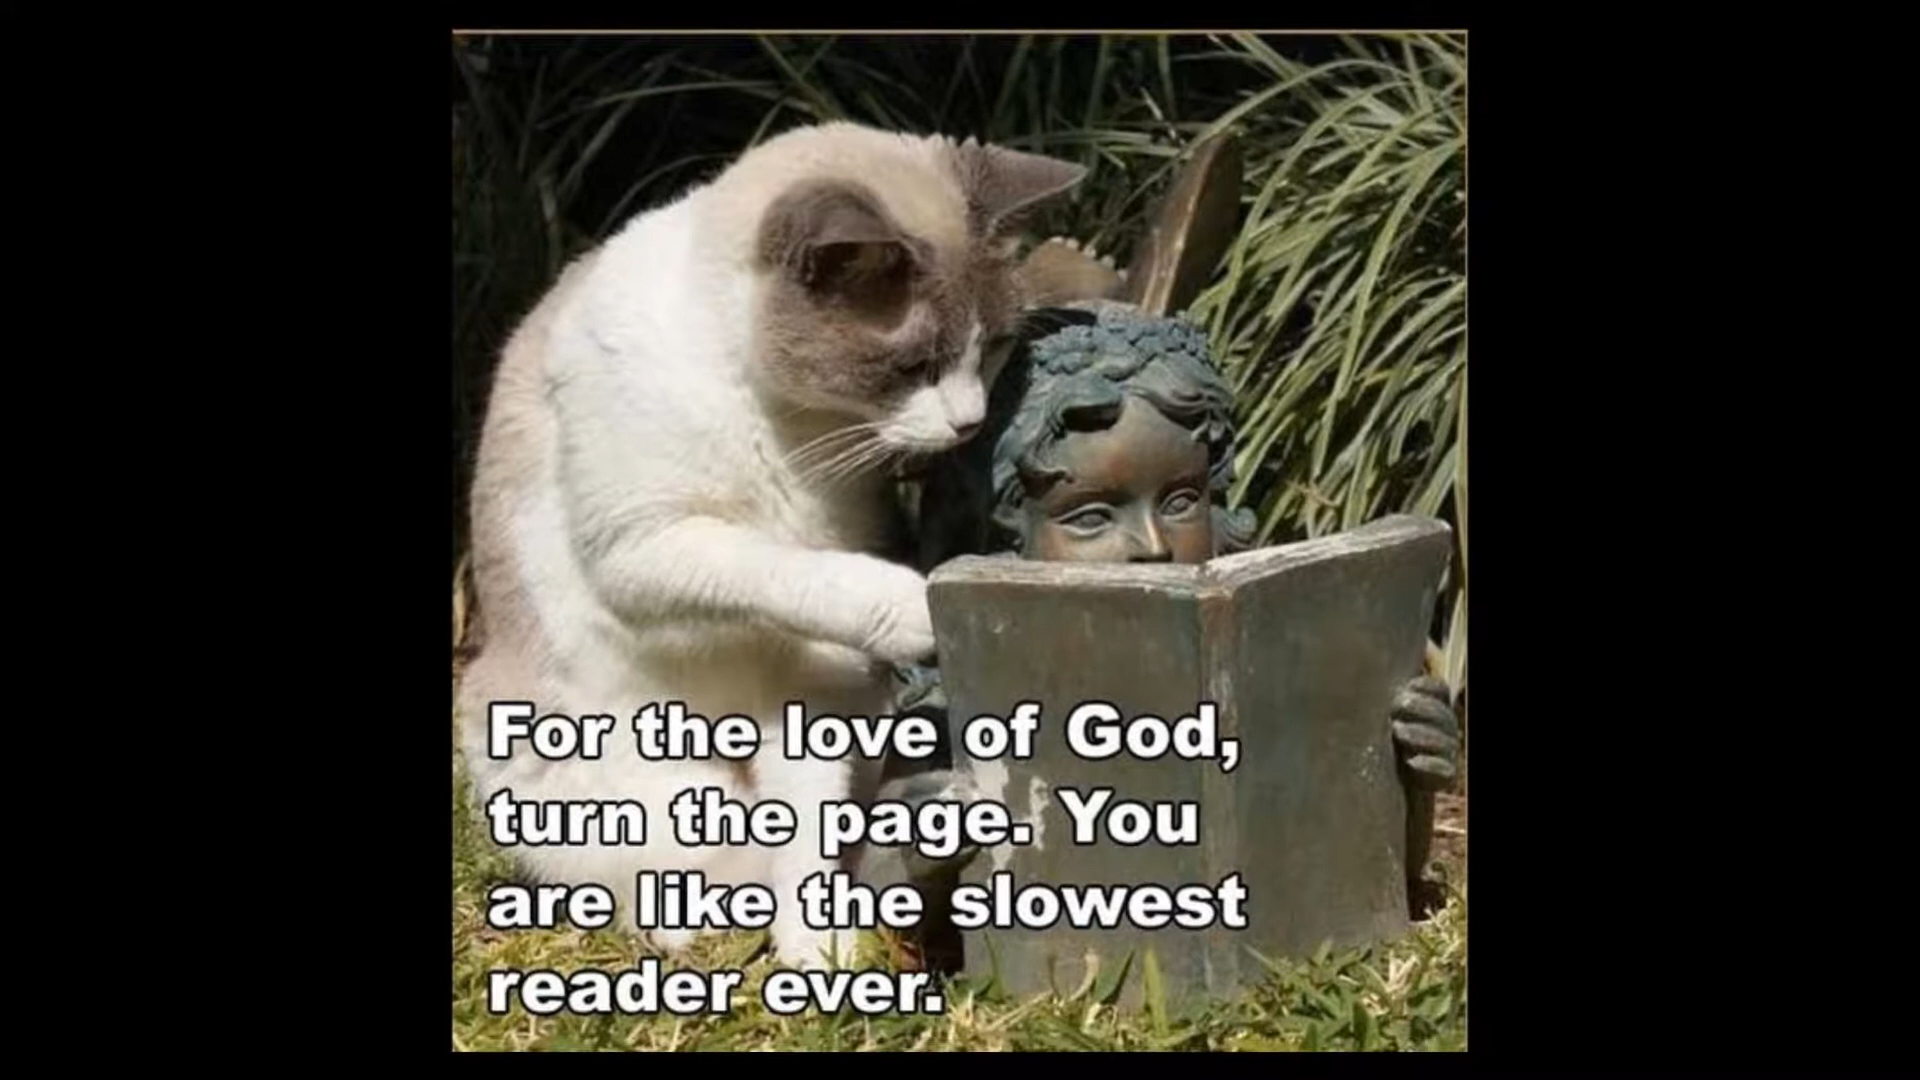 For the love of God,
turn the page. You
are like the slowest
reader ever.